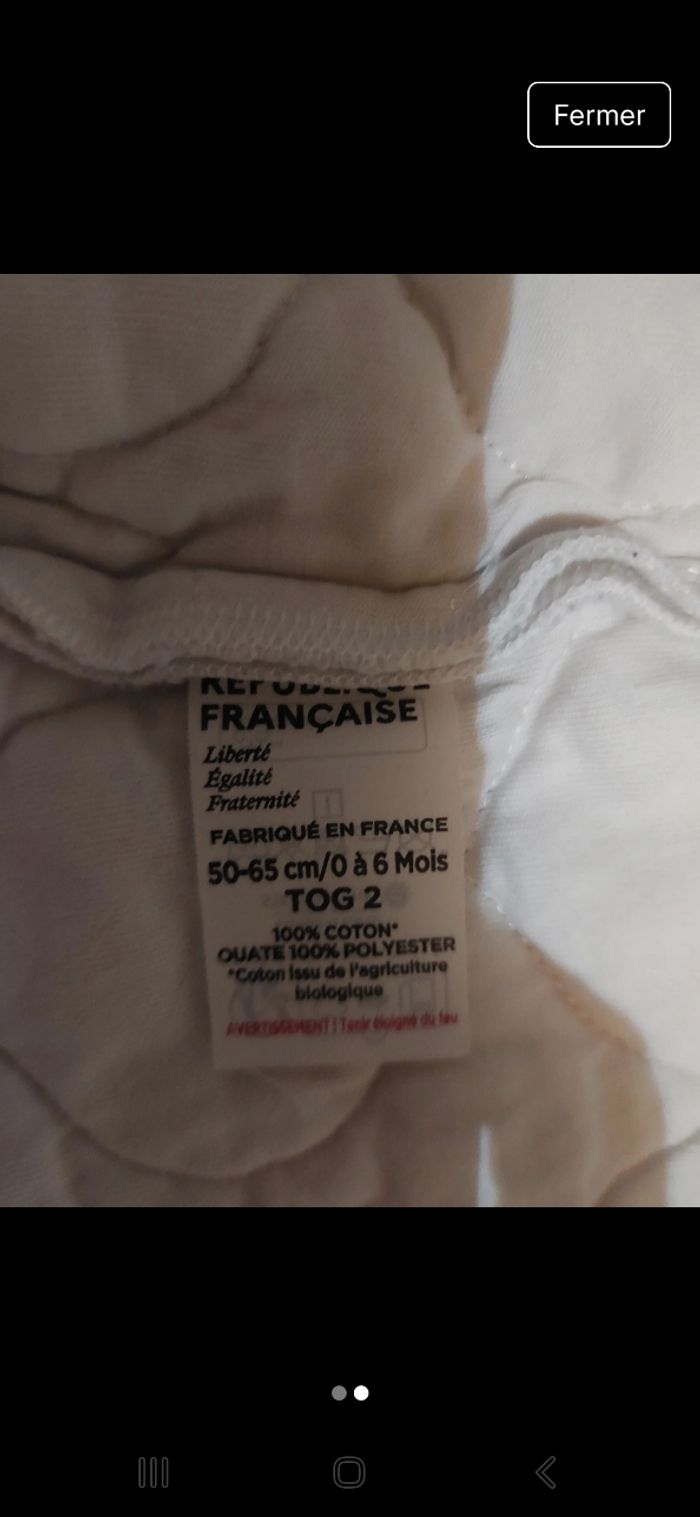 Fermer
RÉPUBLIQUE
FRANÇAISE
Liberté
Égalité
Fraternité
FABRIQUÉ EN FRANCE
50-65 cm/0 à 6 Mois
TOG 2
100% COTON*
OUATE 100% POLYESTER
*Coton issu de l'agriculture
biologique
AVERTISSEMENT ! Tenir éloigné du feu